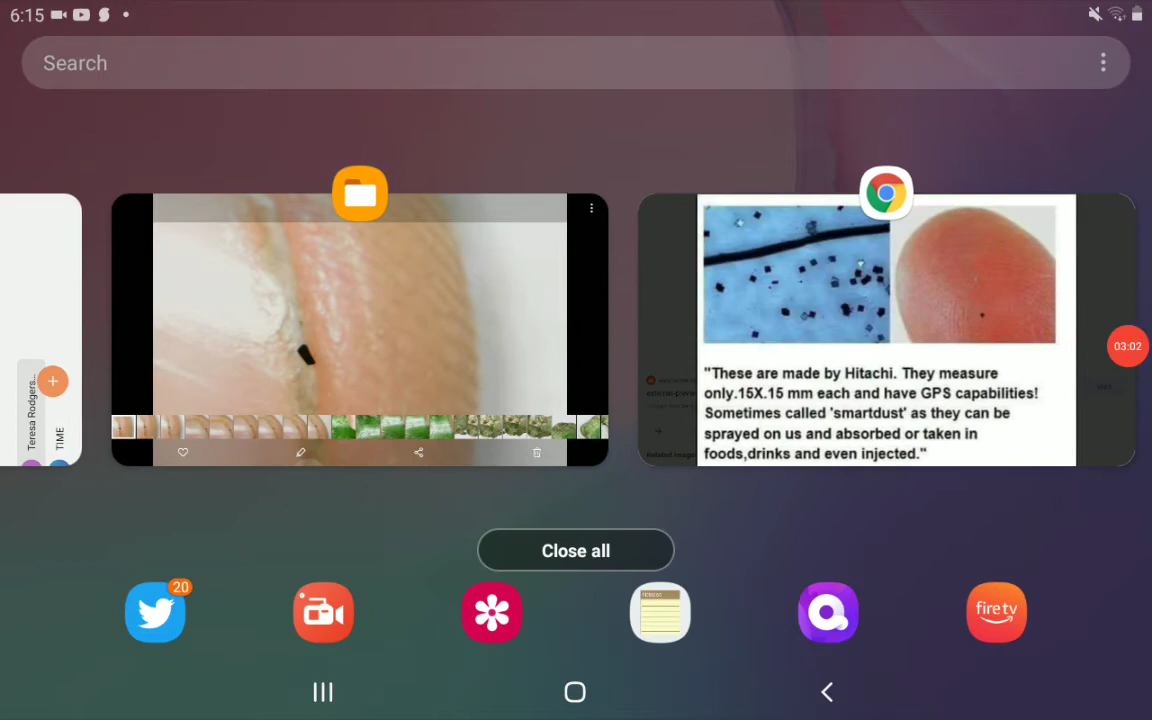 6:15
Search
"These are made by Hitachi. They measure
only.15X.15 mm each and have GPS capabilities!
Sometimes called 'smartdust' as they can be
sprayed on us and absorbed or taken in
foods,drinks and even injected."
03:02
Teresa Rodgers...
TIME
Close all
20
firetv